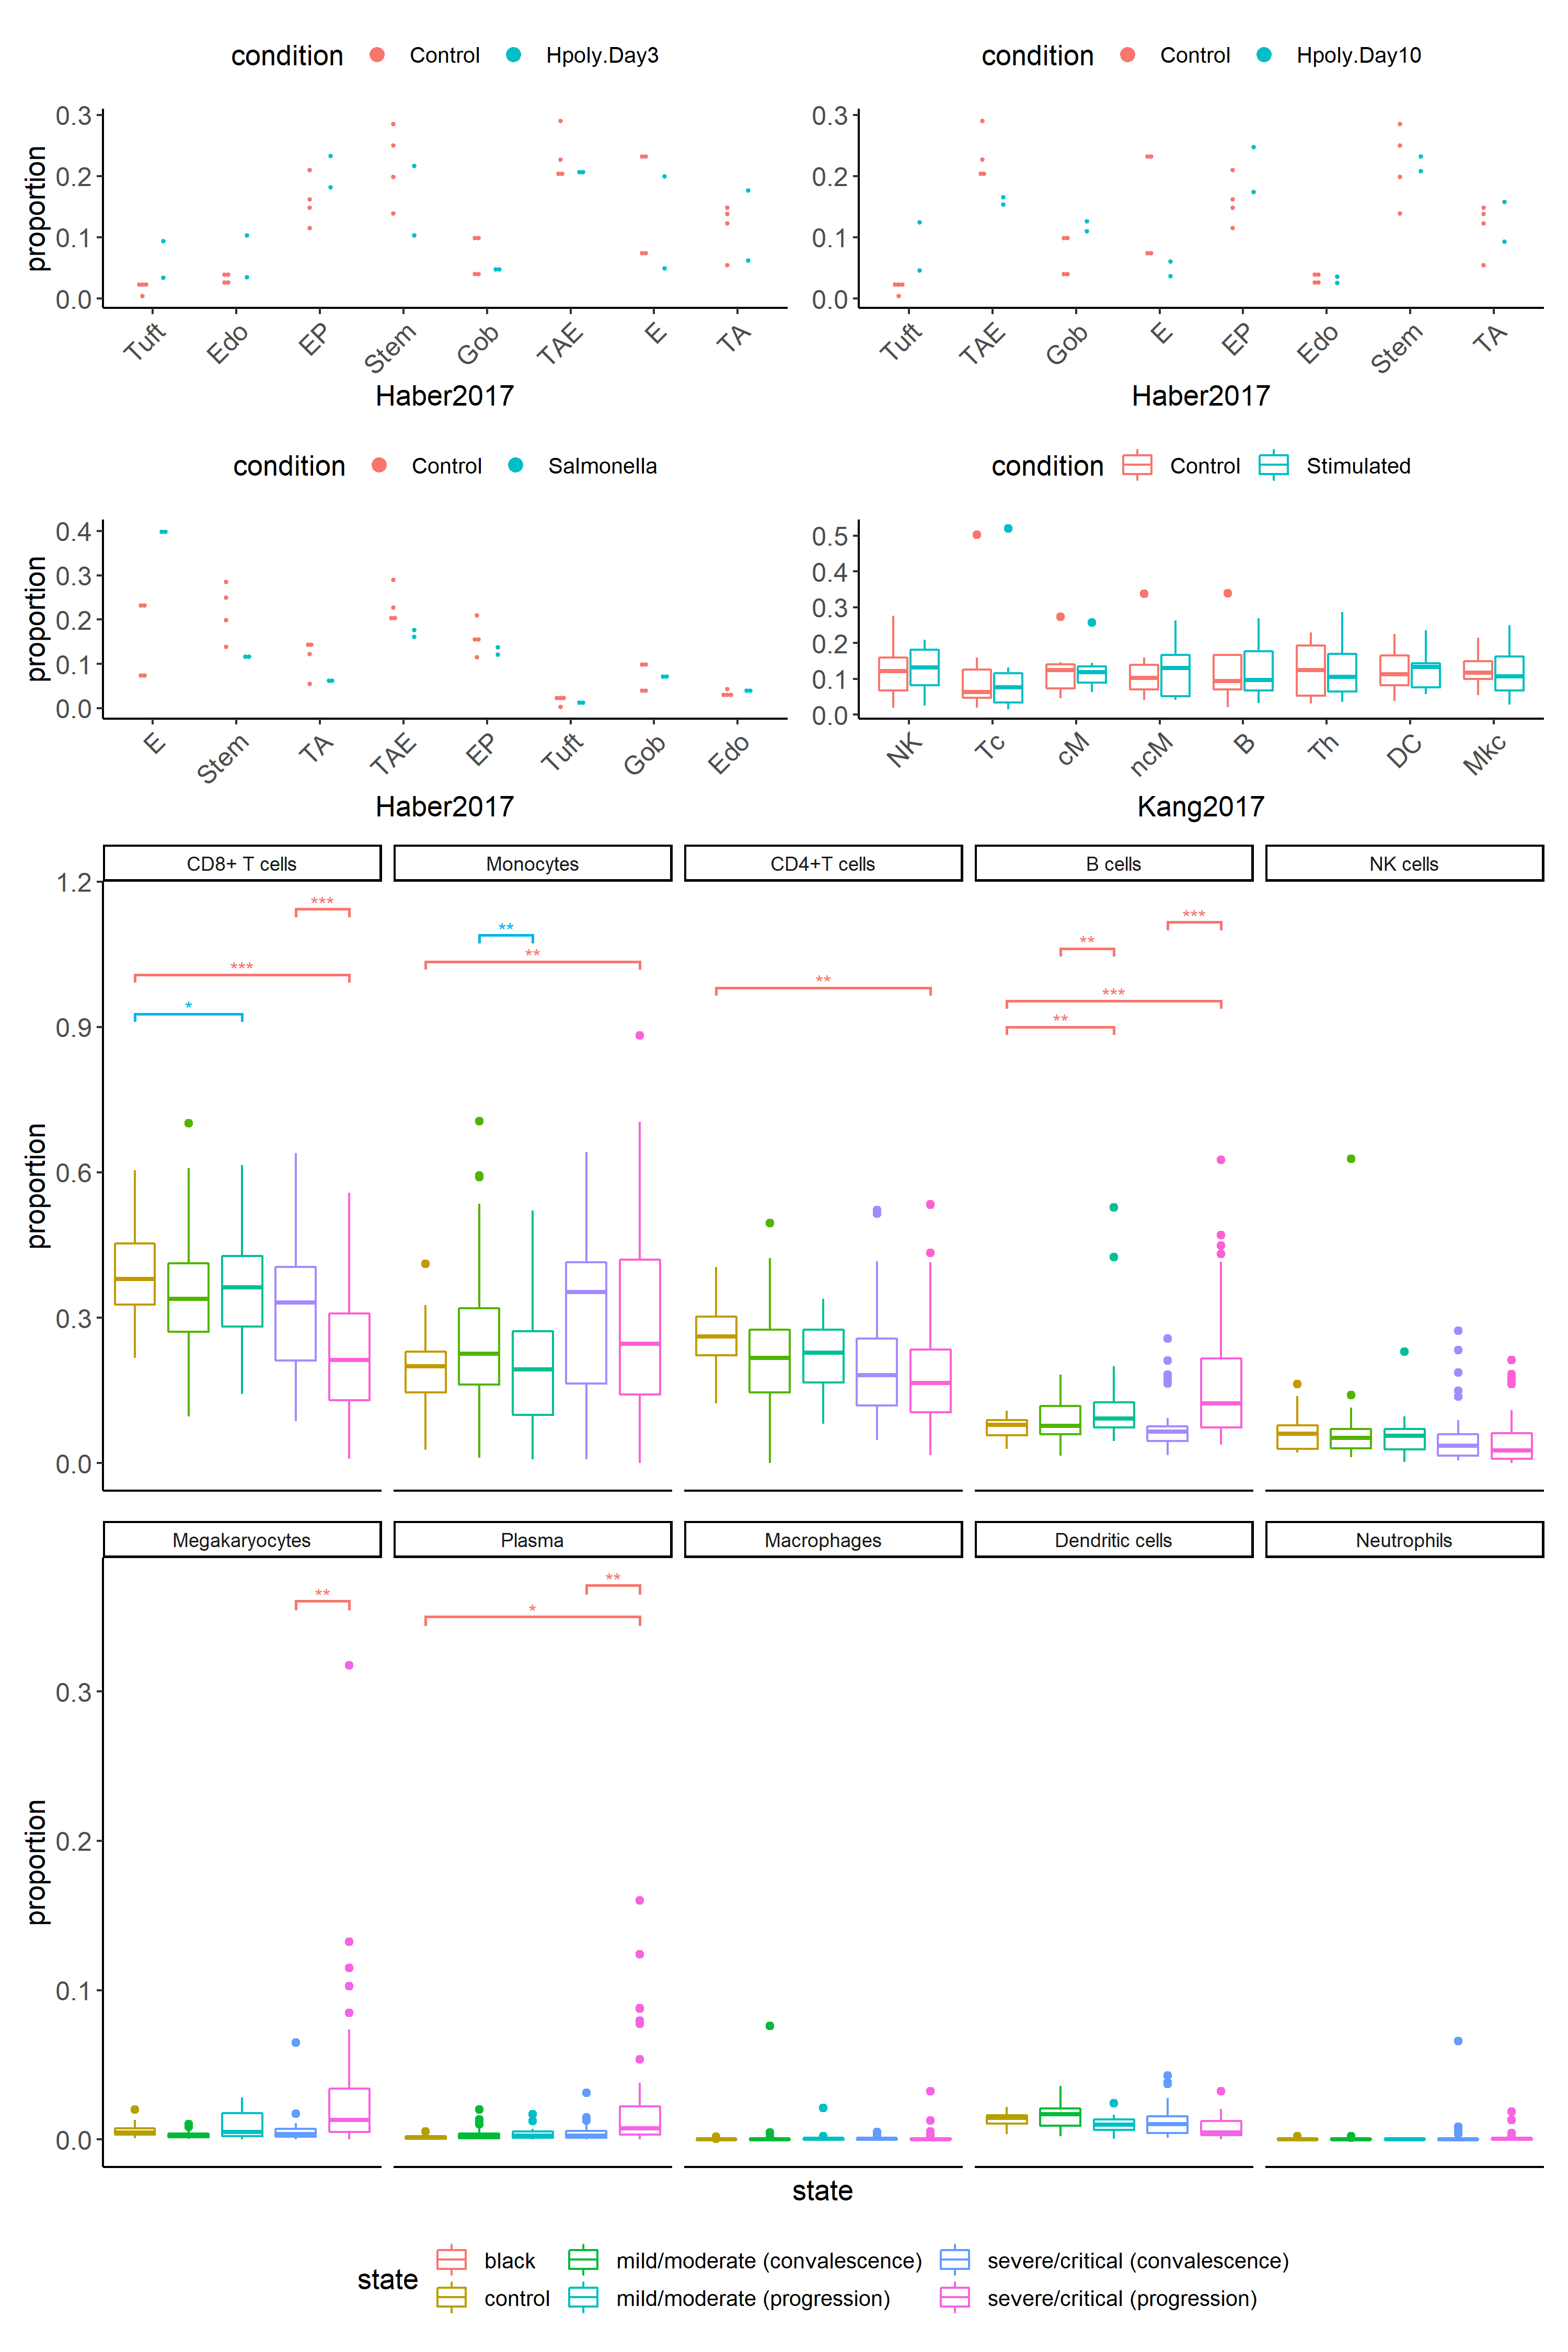 condition Control Hpoly.Day3
proportion
0.3
0.2
0.1
0.0
Tuft Edo EP Stem Gob TAE E TA
Haber2017
condition Control Hpoly.Day10
0.3
0.2
0.1
0.0
Tuft TAE Gob E EP Edo Stem TA
Haber2017
condition Control Salmonella
proportion
0.4
0.3
0.2
0.1
0.0
E Stem TA TAE EP Tuft Gob Edo
Haber2017
condition Control Stimulated
0.5
0.4
0.3
0.2
0.1
0.0
NK Tc cM ncM B Th DC Mkc
Kang2017
CD8+ T cells Monocytes CD4+T cells B cells NK cells
proportion
1.2
0.9
0.6
0.3
0.0
***
***
*
**
**
**
***
**
***
**
Megakaryocytes Plasma Macrophages Dendritic cells Neutrophils
proportion
0.3
0.2
0.1
0.0
**
**
*
state
state
black mild/moderate (convalescence) severe/critical (convalescence)
control mild/moderate (progression) severe/critical (progression)